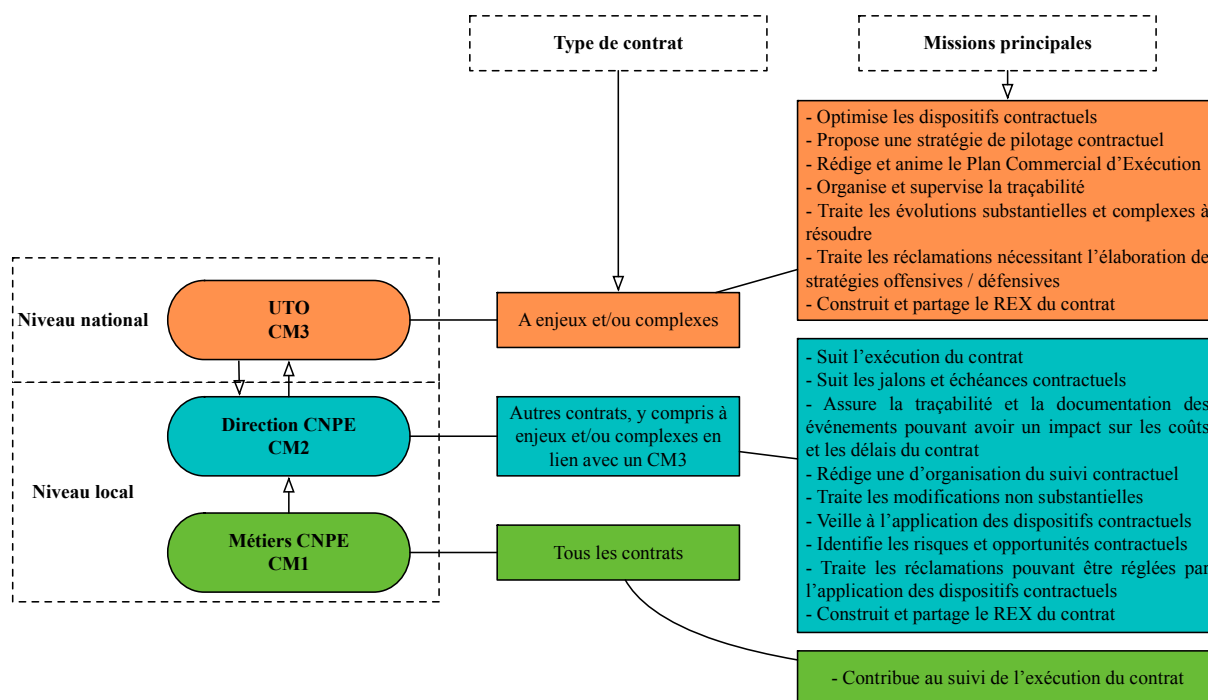 Type de contrat
Missions principales
- Optimise les dispositifs contractuels
- Propose une stratégie de pilotage contractuel
- Rédige et anime le Plan Commercial d’Exécution
- Organise et supervise la traçabilité
- Traite les évolutions substantielles et complexes à
résoudre
- Traite les réclamations nécessitant l’élaboration de
stratégies offensives / défensives
- Construit et partage le REX du contrat
Niveau national
UTO
CM3
A enjeux et/ou complexes
Niveau local
Direction CNPE
CM2
Autres contrats, y compris à
enjeux et/ou complexes en
lien avec un CM3
- Suit l’exécution du contrat
- Suit les jalons et échéances contractuels
- Assure la traçabilité et la documentation des
événements pouvant avoir un impact sur les coûts
et les délais du contrat
- Rédige une d’organisation du suivi contractuel
- Traite les modifications non substantielles
- Veille à l’application des dispositifs contractuels
- Identifie les risques et opportunités contractuels
- Traite les réclamations pouvant être réglées par
l’application des dispositifs contractuels
- Construit et partage le REX du contrat
Métiers CNPE
CM1
Tous les contrats
- Contribue au suivi de l’exécution du contrat